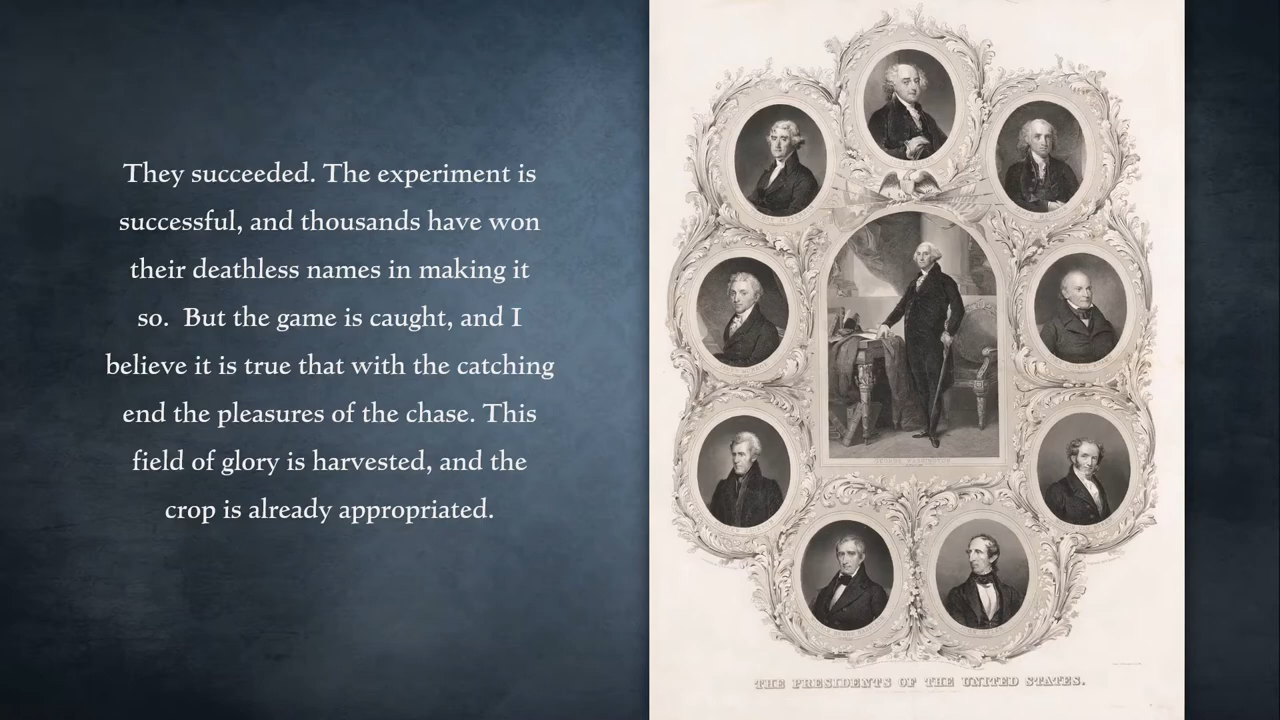 They succeeded. The experiment is
successful, and thousands have won
their deathless names in making it
so.  But the game is caught, and I
believe it is true that with the catching
end the pleasures of the chase. This
field of glory is harvested, and the
crop is already appropriated.
GEORGE WASHINGTON
THE PRESIDENTS OF THE UNITED STATES.